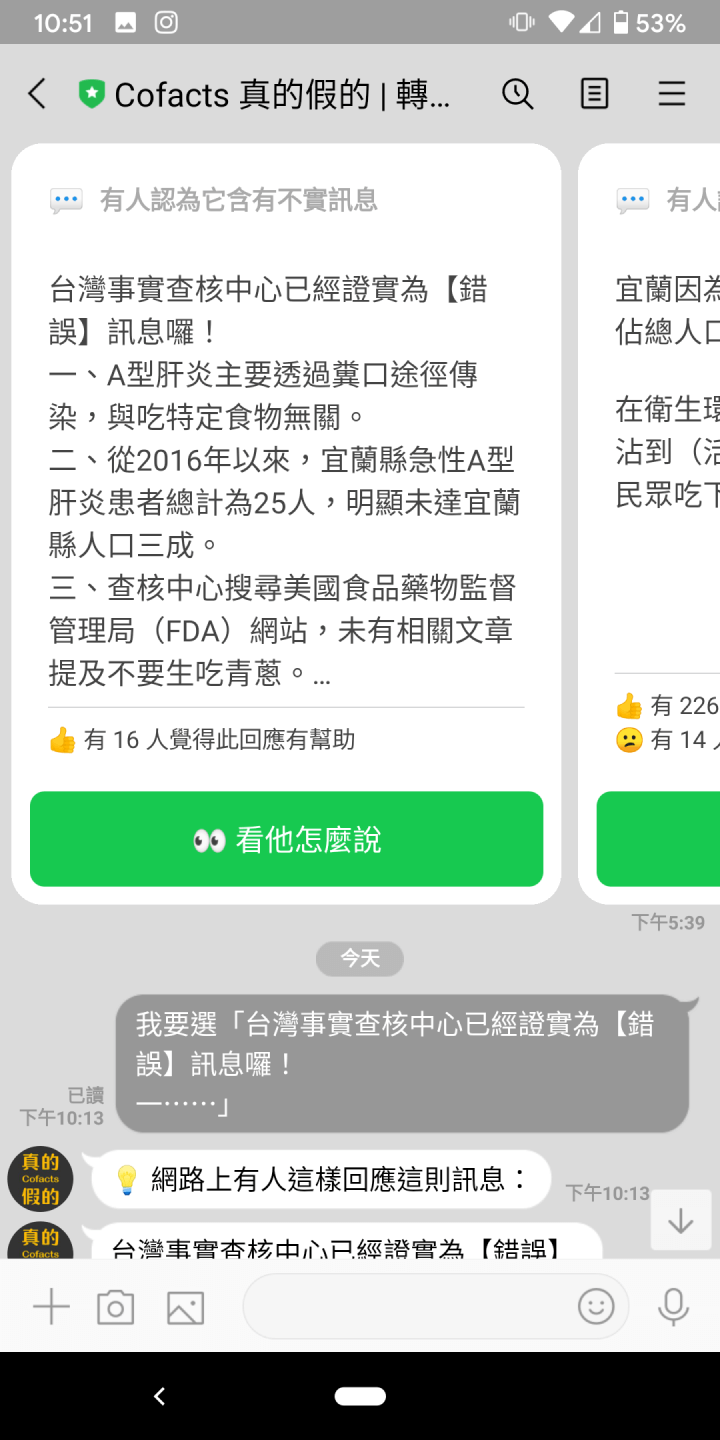 10:51
53%
Cofacts 真的假的 | 轉...
有人認為它含有不實訊息
台灣事實查核中心已經證實為【錯
誤】訊息囉！
一、A型肝炎主要透過糞口途徑傳
染，與吃特定食物無關。
二、從2016年以來，宜蘭縣急性A型
肝炎患者總計為25人，明顯未達宜蘭
縣人口三成。
三、查核中心搜尋美國食品藥物監督
管理局（FDA）網站，未有相關文章
提及不要生吃青蔥。...
有 16 人覺得此回應有幫助
看他怎麼說
有人
宜蘭因為
佔總人口
在衛生環
沾到（活
民眾吃下
有 226
有 14 人
下午5:39
今天
我要選「台灣事實查核中心已經證實為【錯
誤】訊息囉！
一⋯⋯」
已讀
下午10:13
真的
Cofacts
假的
網路上有人這樣回應這則訊息：
下午10:13
真的
Cofacts
台灣事實查核中心已經證實為【錯誤】